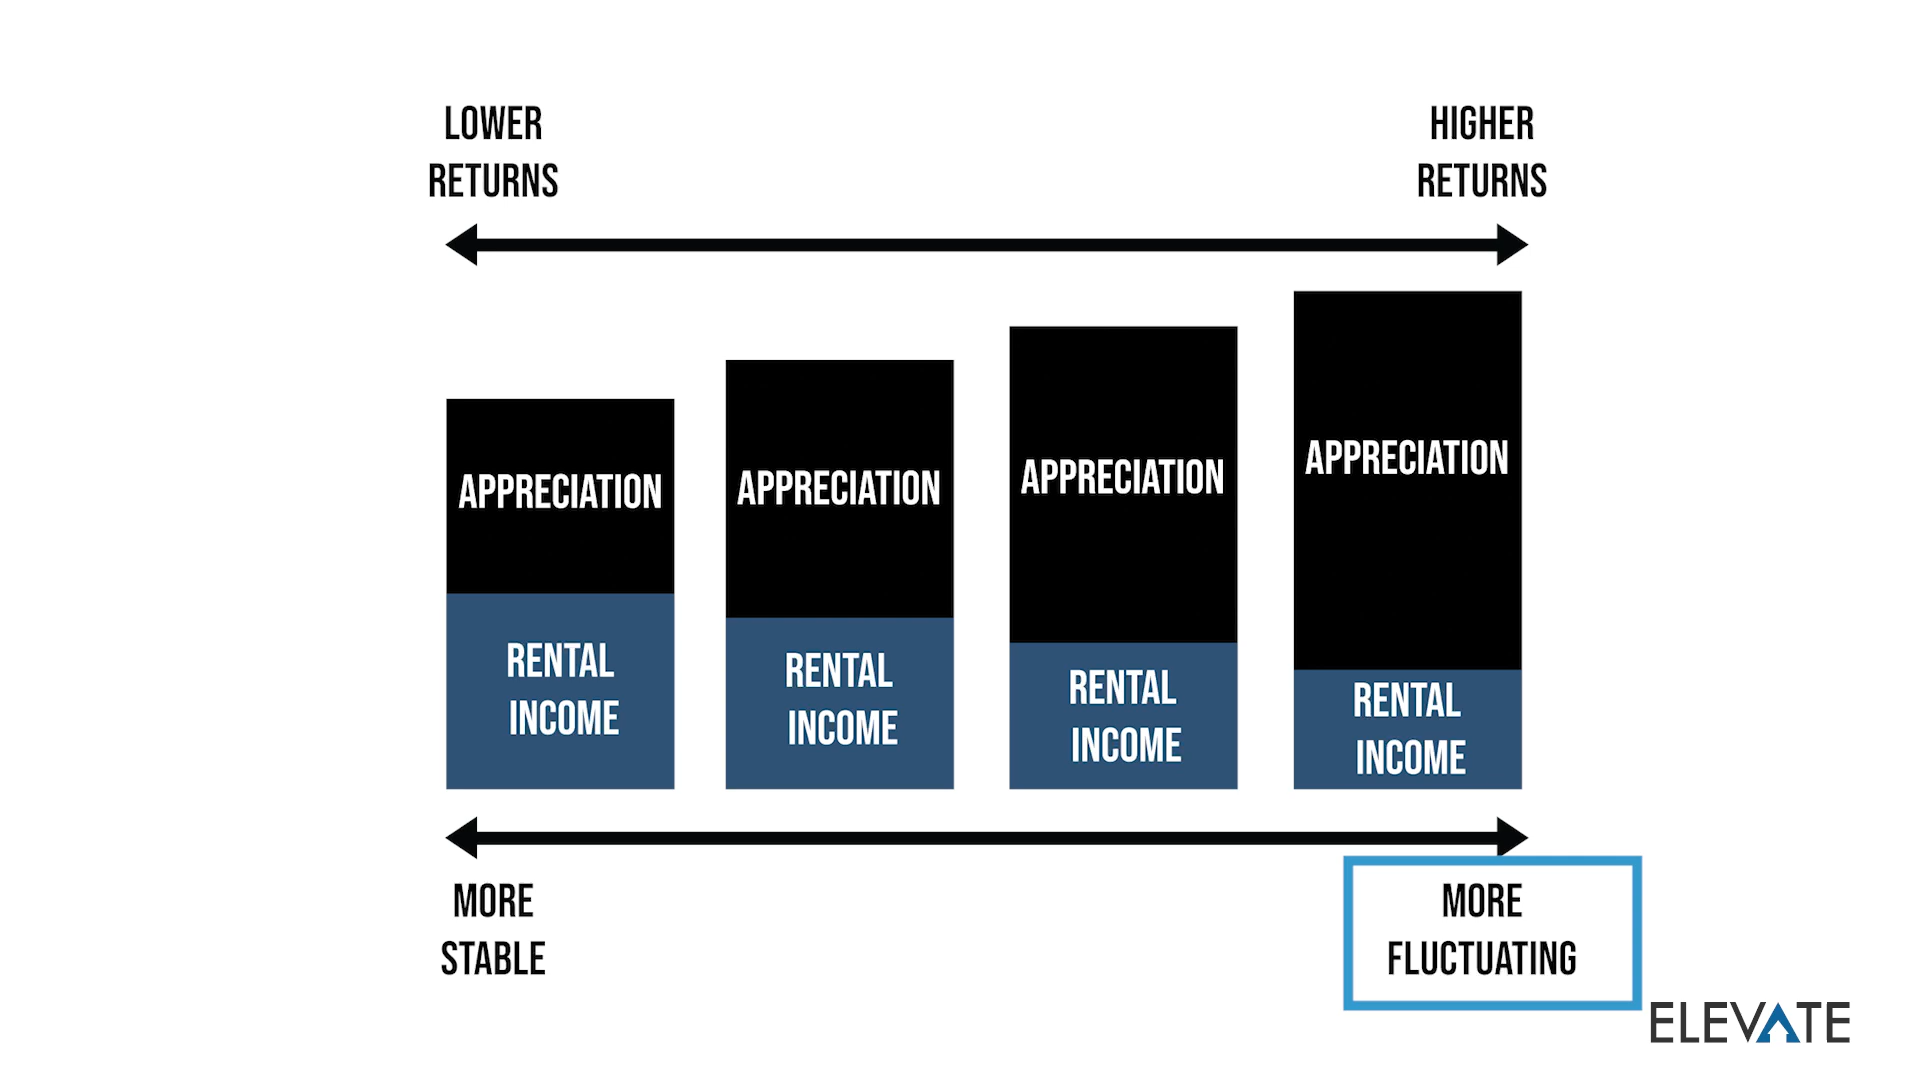 LOWER
RETURNS
HIGHER
RETURNS
APPRECIATION
APPRECIATION
APPRECIATION
APPRECIATION
RENTAL
INCOME
RENTAL
INCOME
RENTAL
INCOME
RENTAL
INCOME
MORE
STABLE
MORE
FLUCTUATING
ELEVATE